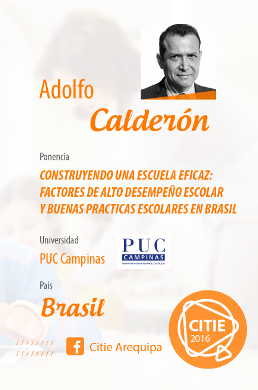 Adolfo
Calderón
Ponencia
CONSTRUYENDO UNA ESCUELA EFICAZ:
FACTORES DE ALTO DESEMPEÑO ESCOLAR
Y BUENAS PRACTICAS ESCOLARES EN BRASIL
Universidad
PUC Campinas
PUC
CAMPINAS
País
Brasil
CITIE
2016
Citie Arequipa